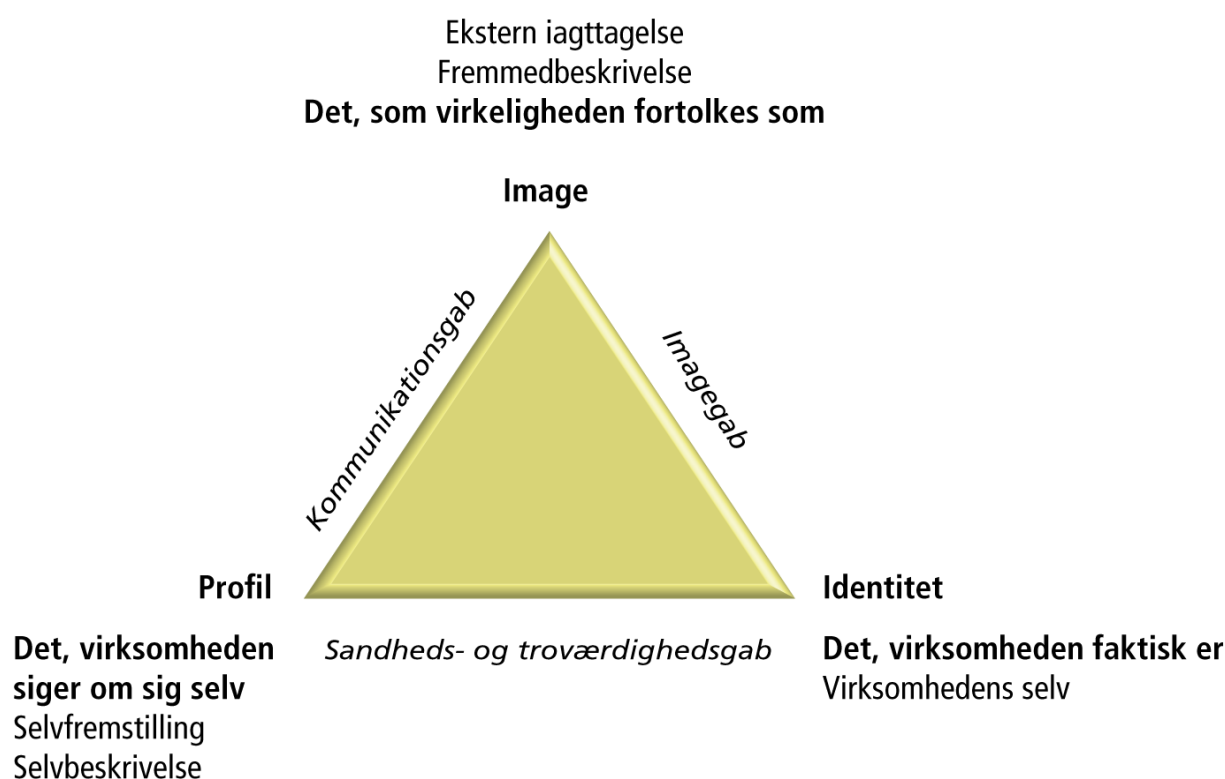 Ekstern iagttagelse
Fremmedbeskrivelse
Det, som virkeligheden fortolkes som
Image
Kommunikationsgab
Imagegab
Profil
Det, virksomheden
siger om sig selv
Selvfremstilling
Selvbeskrivelse
Sandheds- og troværdighedsgab
Identitet
Det, virksomheden faktisk er
Virksomhedens selv